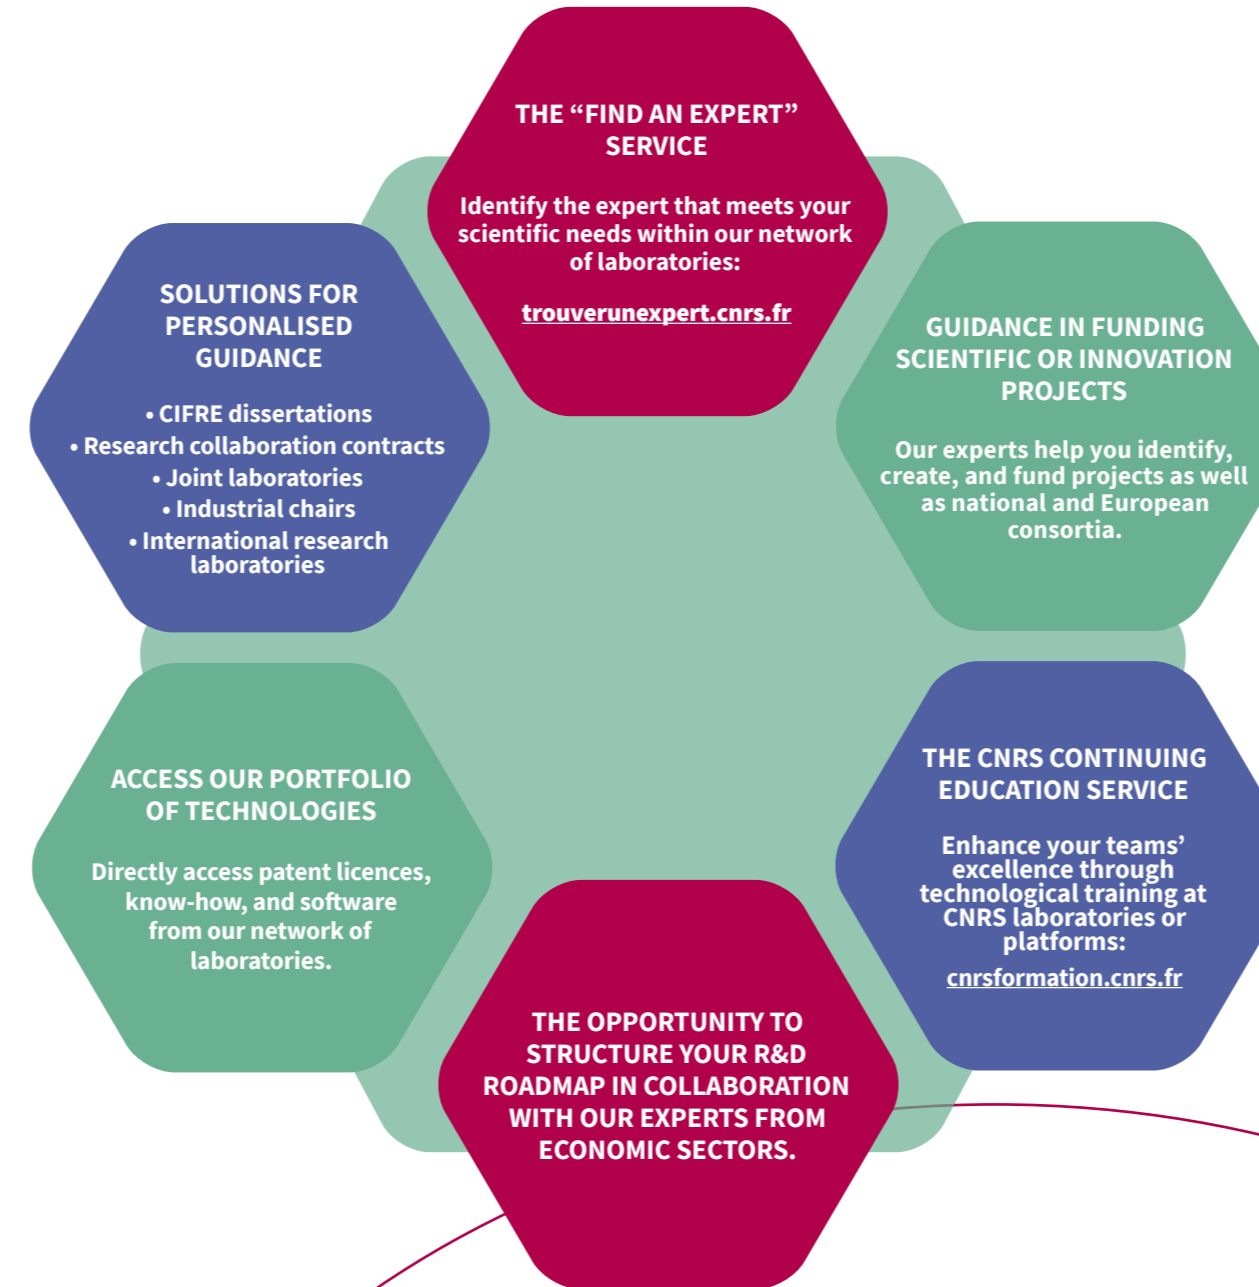 THE “FIND AN EXPERT”
SERVICE
Identify the expert that meets your
scientific needs within our network
of laboratories:
trouverunexpert.cnrs.fr
SOLUTIONS FOR
PERSONALISED
GUIDANCE
• CIFRE dissertations
• Research collaboration contracts
• Joint laboratories
• Industrial chairs
• International research
laboratories
GUIDANCE IN FUNDING
SCIENTIFIC OR INNOVATION
PROJECTS
Our experts help you identify,
create, and fund projects as well
as national and European
consortia.
ACCESS OUR PORTFOLIO
OF TECHNOLOGIES
Directly access patent licences,
know-how, and software
from our network of
laboratories.
THE CNRS CONTINUING
EDUCATION SERVICE
Enhance your teams’
excellence through
technological training at
CNRS laboratories or
platforms:
cnrsformation.cnrs.fr
THE OPPORTUNITY TO
STRUCTURE YOUR R&D
ROADMAP IN COLLABORATION
WITH OUR EXPERTS FROM
ECONOMIC SECTORS.